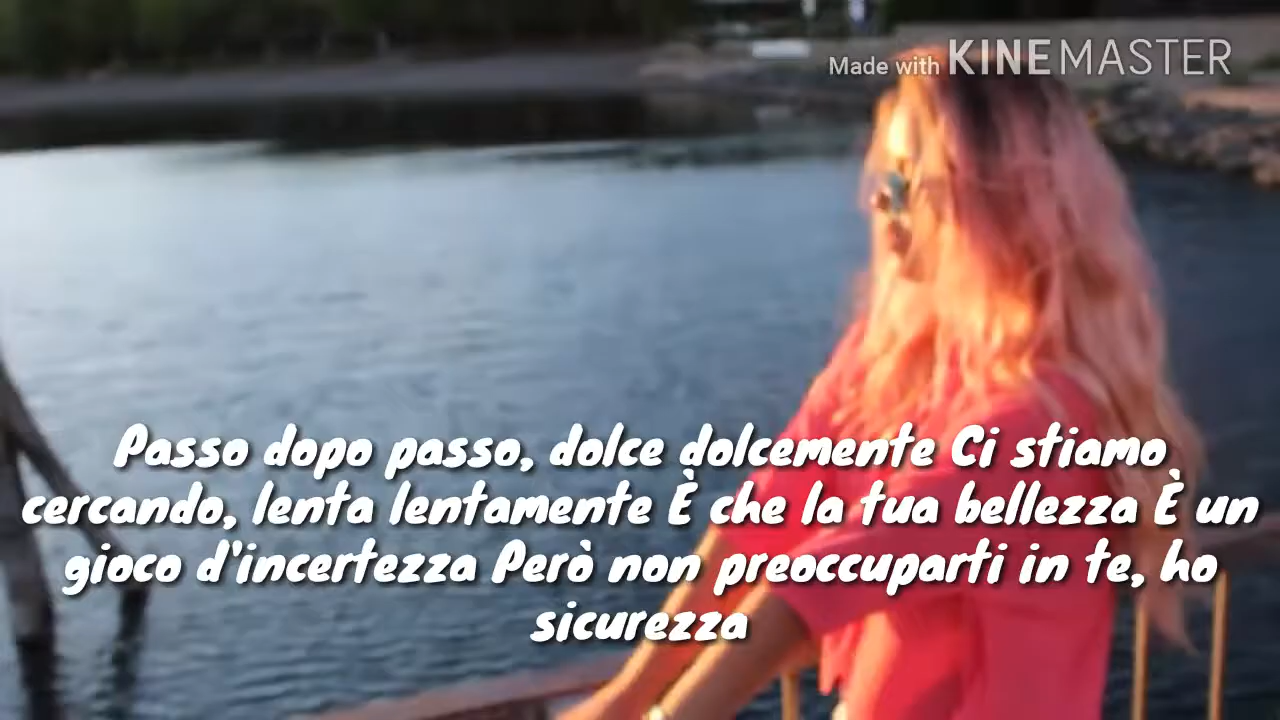 Made with KINEMASTER
Passo dopo passo, dolce dolcemente Ci stiamo
cercando, lenta lentamente È che la tua bellezza È un
gioco d'incertezza Però non preoccuparti in te, ho
sicurezza